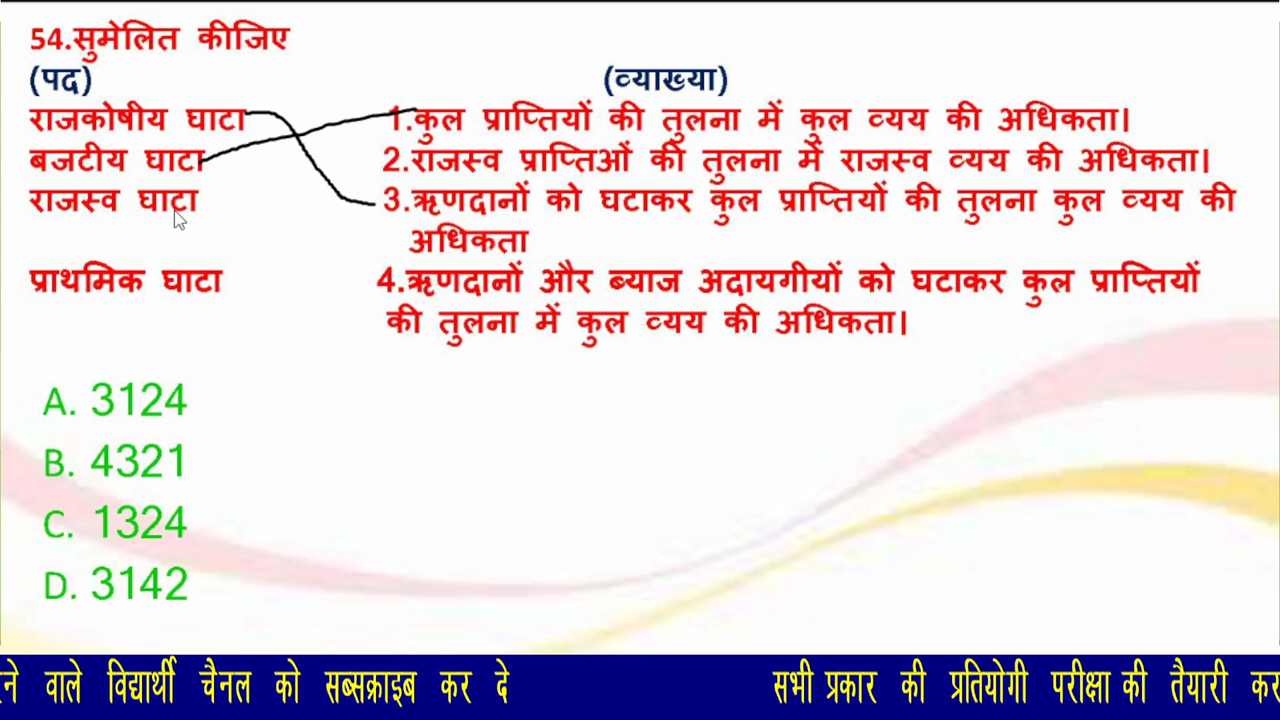 54.सुमेलित कीजिए
(पद) (व्याख्या)
राजकोषीय घाटा 1.कुल प्राप्तियों की तुलना में कुल व्यय की अधिकता।
बजटीय घाटा 2.राजस्व प्राप्तिओं की तुलना में राजस्व व्यय की अधिकता।
राजस्व घाटा 3.ऋणदानों को घटाकर कुल प्राप्तियों की तुलना कुल व्यय की
अधिकता
प्राथमिक घाटा 4.ऋणदानों और ब्याज अदायगीयों को घटाकर कुल प्राप्तियों
की तुलना में कुल व्यय की अधिकता।
A. 3124
B. 4321
C. 1324
D. 3142
वाले विद्यार्थी चैनल को सब्सक्राइब कर दे सभी प्रकार की प्रतियोगी परीक्षा की तैयारी कर